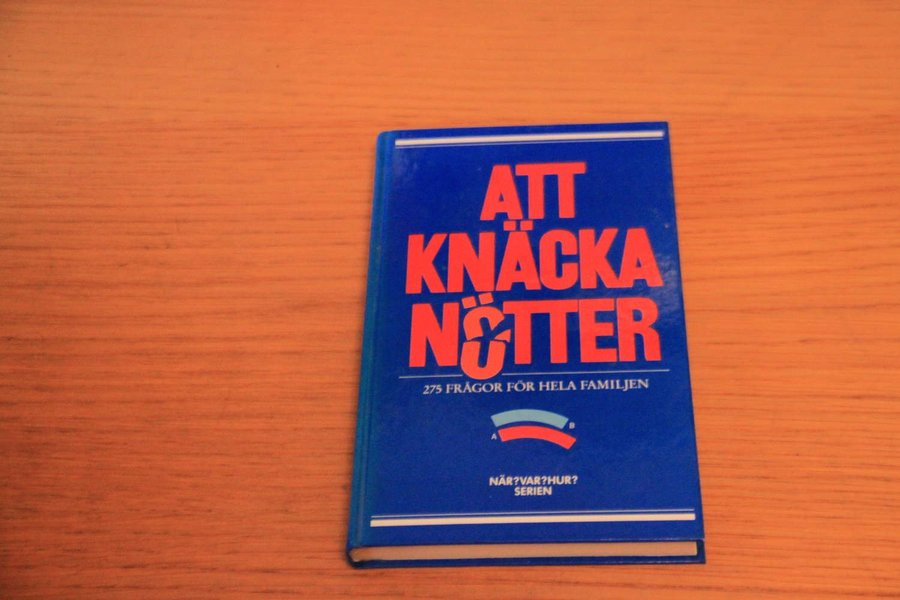 ATT
KNÄCKA
NÖTTER
275 FRÅGOR FÖR HELA FAMILJEN
A B
NÄR?VAR?HUR?
SERIEN